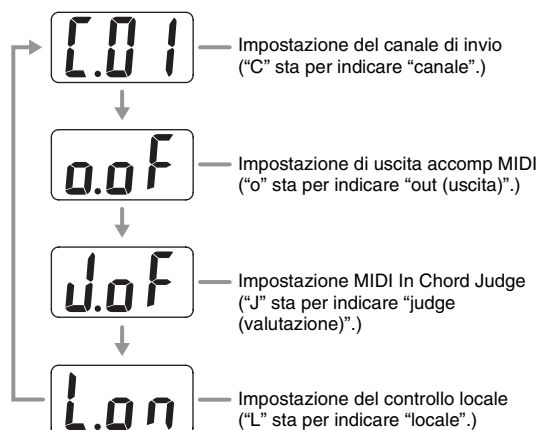 C.01
Impostazione del canale di invio
(“C” sta per indicare “canale”.)
o.oF
Impostazione di uscita accomp MIDI
(“o” sta per indicare “out (uscita)”.)
J.oF
Impostazione MIDI In Chord Judge
(“J” sta per indicare “judge
(valutazione)”.)
L.on
Impostazione del controllo locale
(“L” sta per indicare “locale”.)